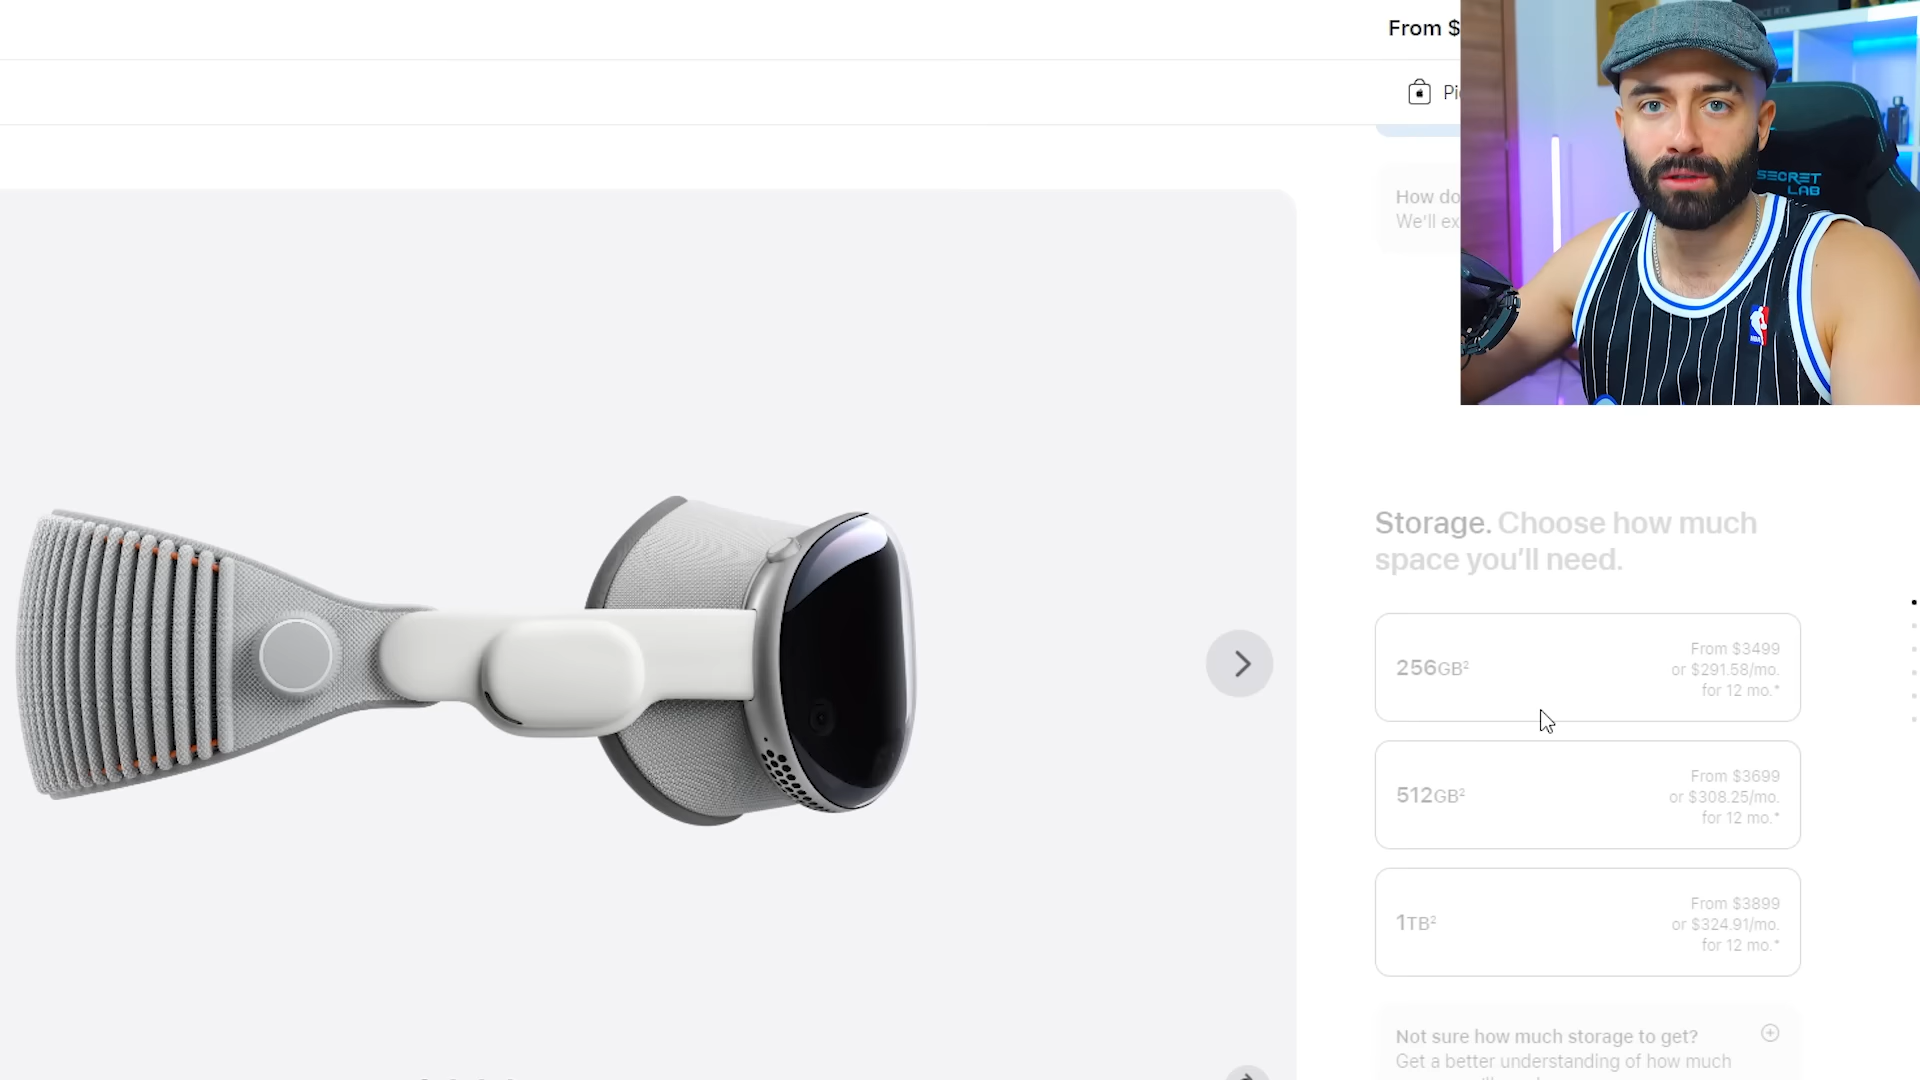 From $
Pi
How do
We'll ex
SECRET
LAB
NBA
Storage. Choose how much
space you'll need.
256GB²
From $3499
or $291.58/mo.
for 12 mo.*
512GB²
From $3699
or $308.25/mo.
for 12 mo.*
1TB²
From $3899
or $324.91/mo.
for 12 mo.*
Not sure how much storage to get?
Get a better understanding of how much